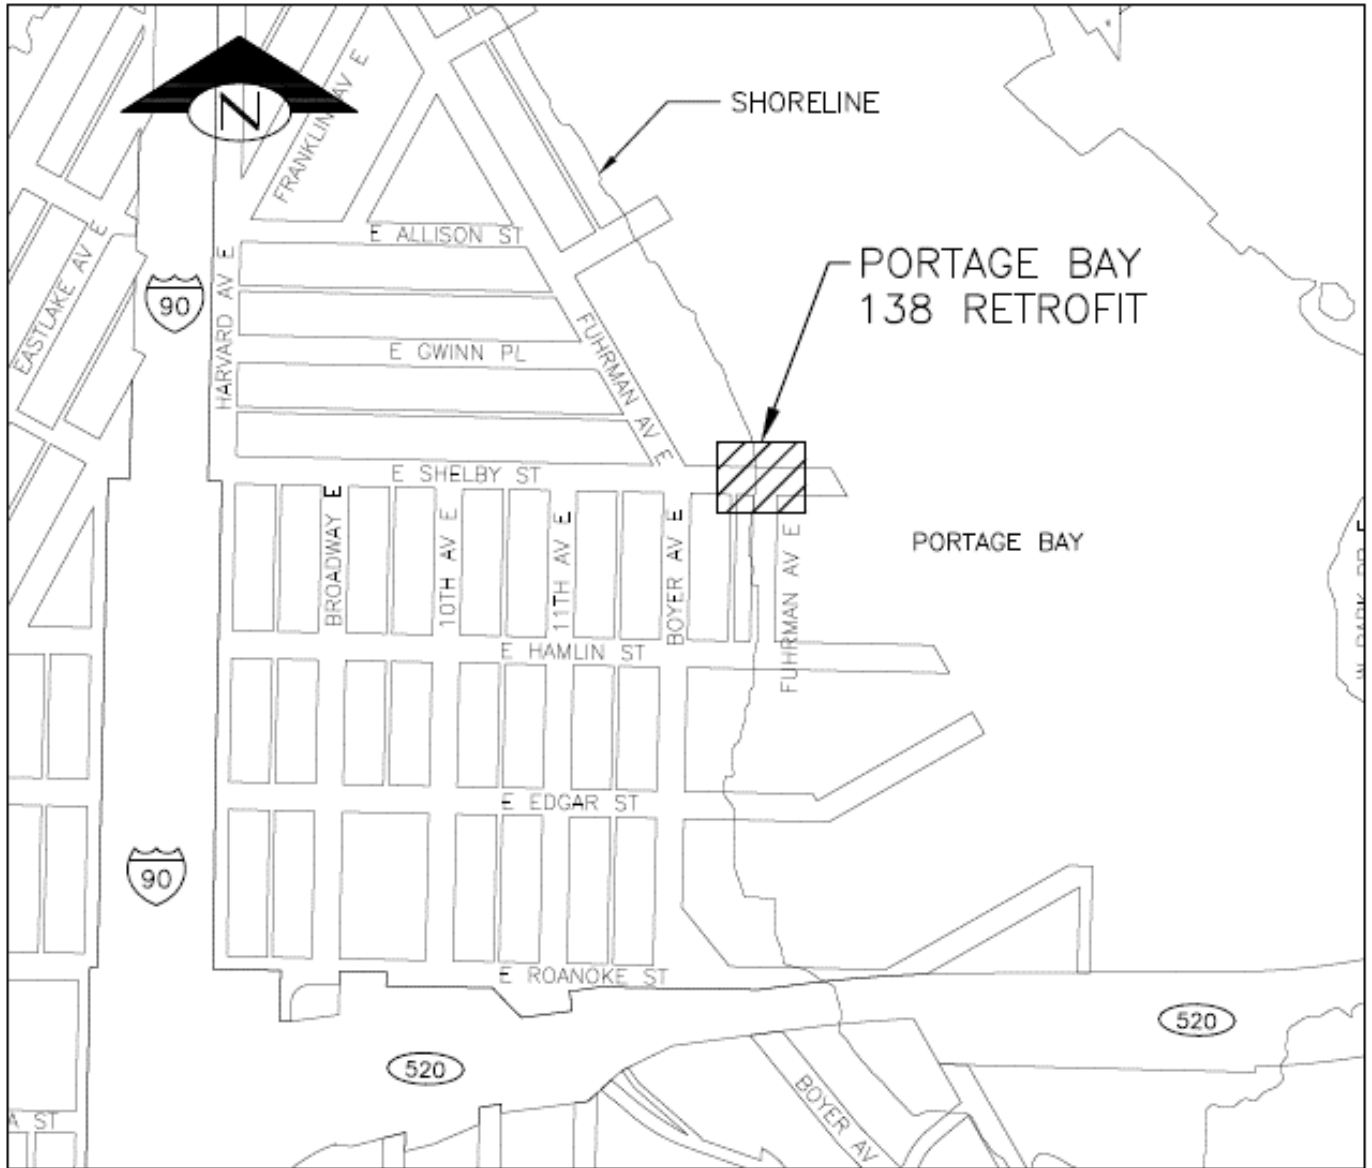 N
FRANKLIN AV E
SHORELINE
E ALLISON ST
EASTLAKE AV E
90
HARVARD AV E
PORTAGE BAY
138 RETROFIT
E GWINN PL
FUHRMAN AV E
E SHELBY ST
BROADWAY E
10TH AV E
11TH AV E
BOYER AV E
FUHRMAN AV E
PORTAGE BAY
E HAMLIN ST
E EDGAR ST
90
E ROANOKE ST
520
520
BOYER AV
A ST